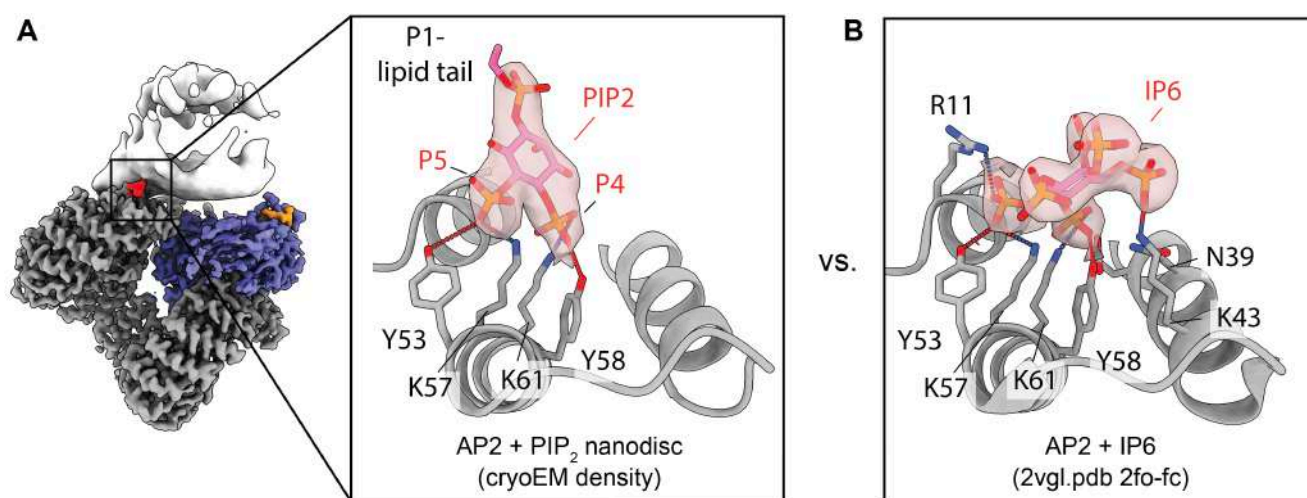 A
P1-
lipid tail
PIP2
P5
P4
Y53
K57
K61
Y58
AP2 + PIP₂ nanodisc
(cryoEM density)
vs.
B
R11
IP6
N39
K43
Y53
K57
K61
Y58
AP2 + IP6
(2vgl.pdb 2fo-fc)